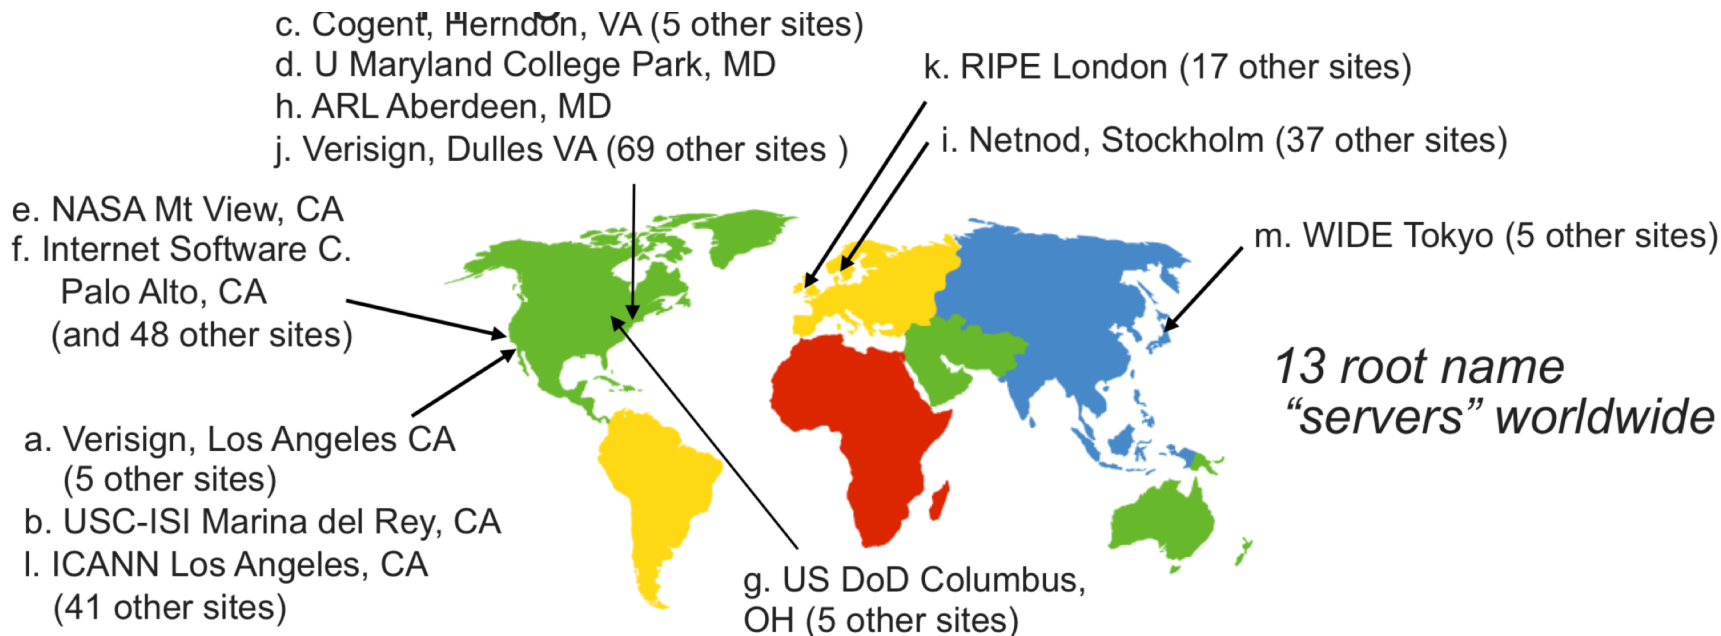 c. Cogent, Herndon, VA (5 other sites)
d. U Maryland College Park, MD
h. ARL Aberdeen, MD
j. Verisign, Dulles VA (69 other sites )
k. RIPE London (17 other sites)
i. Netnod, Stockholm (37 other sites)
e. NASA Mt View, CA
f. Internet Software C.
Palo Alto, CA
(and 48 other sites)
m. WIDE Tokyo (5 other sites)
13 root name
“servers” worldwide
a. Verisign, Los Angeles CA
(5 other sites)
b. USC-ISI Marina del Rey, CA
l. ICANN Los Angeles, CA
(41 other sites)
g. US DoD Columbus,
OH (5 other sites)